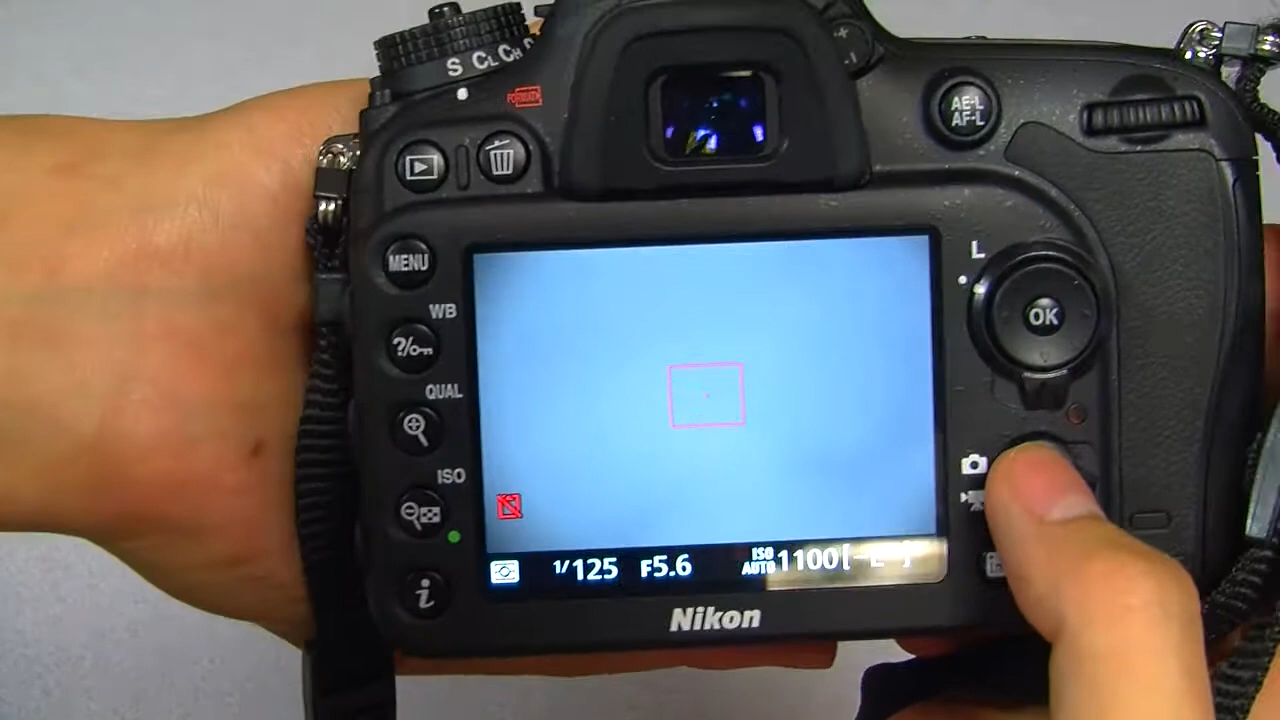 S CL CH
FORMAT
AE-L
AF-L
MENU
WB
?
QUAL
ISO
i
L
OK
1/125 F5.6 ISO AUTO 1100 [-E-]
Nikon